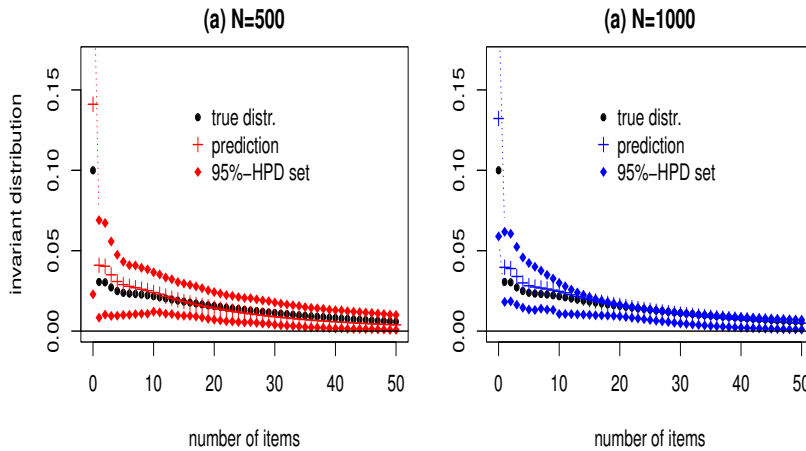 (a) N=500
invariant distribution
0.15
0.10
0.05
0.00
true distr.
prediction
95%−HPD set
0 10 20 30 40 50
number of items
(a) N=1000
0.15
0.10
0.05
0.00
true distr.
prediction
95%−HPD set
0 10 20 30 40 50
number of items